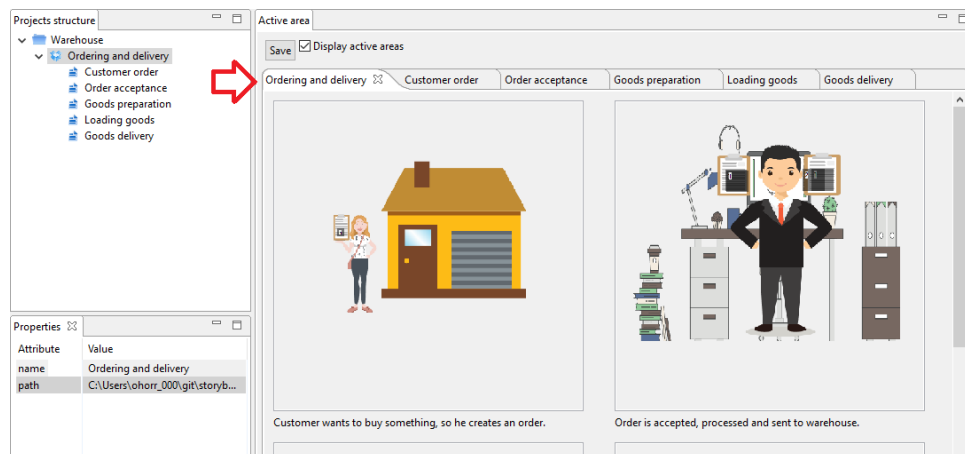 Projects structure
Warehouse
Ordering and delivery
Customer order
Order acceptance
Goods preparation
Loading goods
Goods delivery
Properties
Attribute Value
name Ordering and delivery
path C:\Users\ohorr_000\git\storyb...
Active area
Save Display active areas
Ordering and delivery Customer order Order acceptance Goods preparation Loading goods Goods delivery
Customer wants to buy something, so he creates an order. Order is accepted, processed and sent to warehouse.